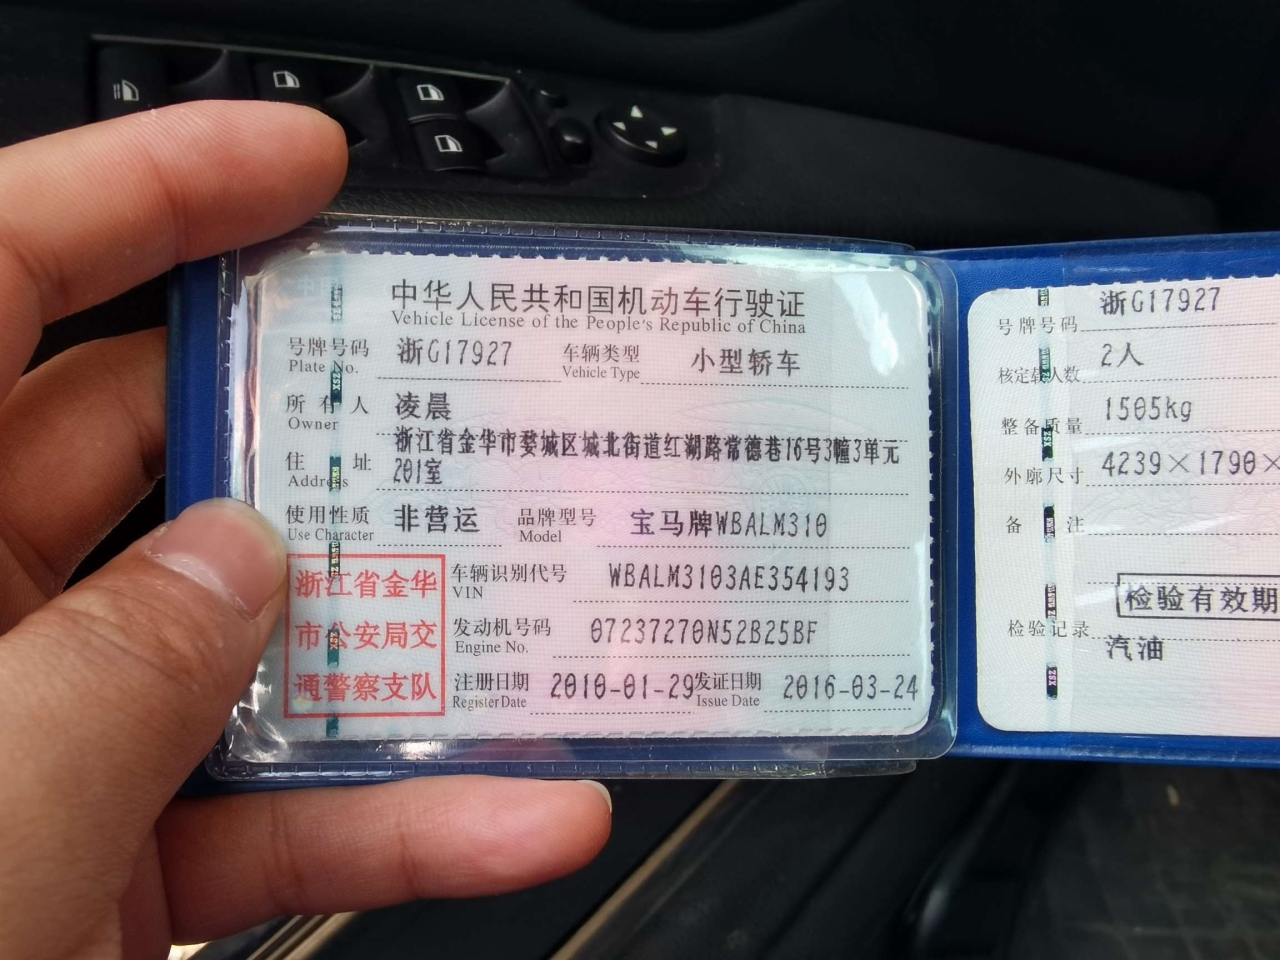 中华人民共和国机动车行驶证
Vehicle License of the People's Republic of China
号牌号码 浙G17927 车辆类型 小型轿车
Plate No. Vehicle Type
所有人 凌晨
Owner
浙江省金华市婺城区城北街道红湖路常德巷16号3幢3单元
住址 201室
Address
使用性质 非营运 品牌型号 宝马牌WBALM310
Use Character Model
浙江省金华
市公安局交
通警察支队
车辆识别代号 WBALM3103AE354193
VIN
发动机号码 07237270N52B25BF
Engine No.
注册日期 2010-01-29 发证日期 2016-03-24
Register Date Issue Date
号牌号码 浙G17927
核定载人数 2人
整备质量 1505kg
外廓尺寸 4239×1790×
备注
检验有效期
检验记录
汽油